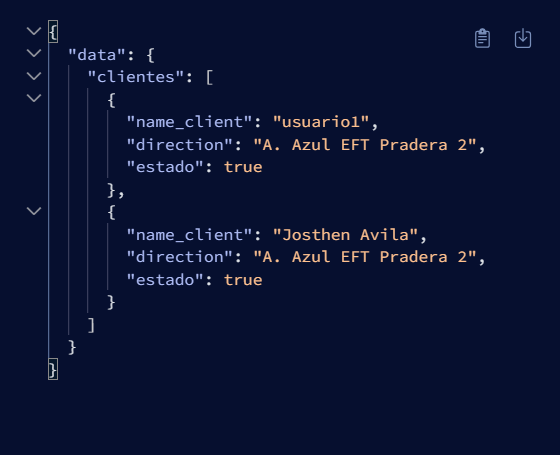 {
"data": {
"clientes": [
{
"name_client": "usuario1",
"direction": "A. Azul EFT Pradera 2",
"estado": true
},
{
"name_client": "Josthen Avila",
"direction": "A. Azul EFT Pradera 2",
"estado": true
}
]
}
}